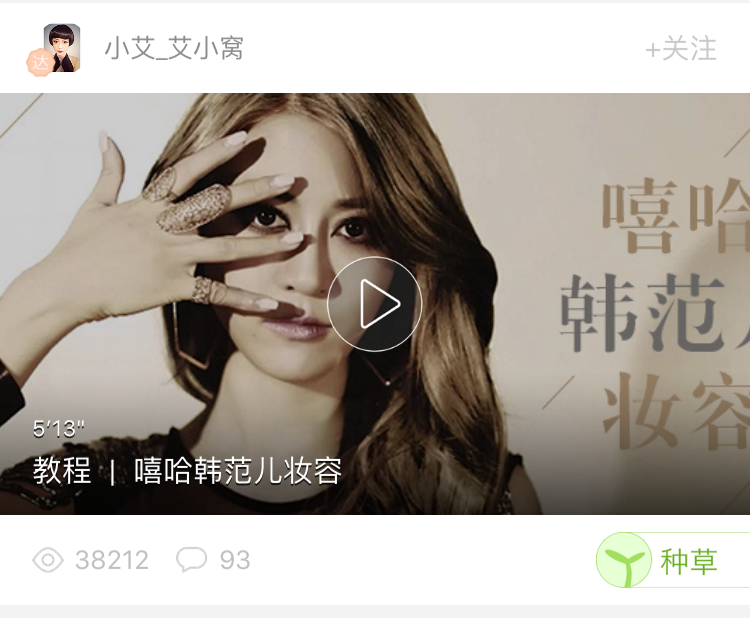 达
小艾_艾小窝
+关注
嘻哈
韩范
妆容
5'13"
教程 | 嘻哈韩范儿妆容
38212
93
种草